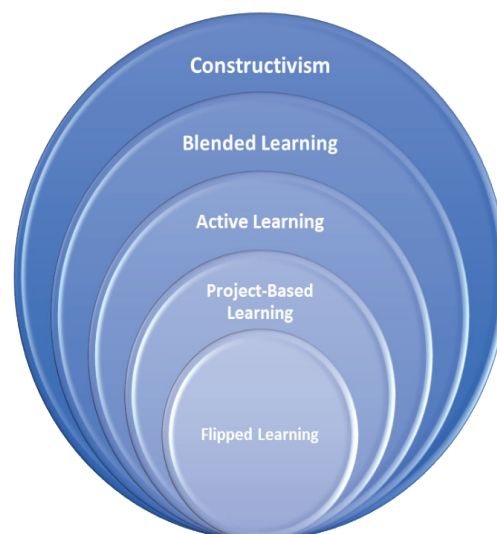 Constructivism
Blended Learning
Active Learning
Project-Based
Learning
Flipped Learning